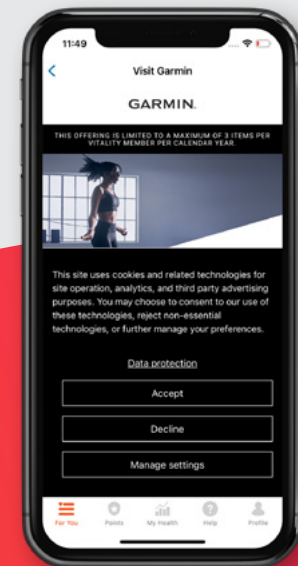 11:49
Visit Garmin
GARMIN.
THIS OFFERING IS LIMITED TO A MAXIMUM OF 3 ITEMS PER
VITALITY MEMBER PER CALENDAR YEAR.
This site uses cookies and related technologies for
site operation, analytics, and third party advertising
purposes. You may choose to consent to our use of
these technologies, reject non-essential
technologies, or further manage your preferences.
Data protection
Accept
Decline
Manage settings
For You Points My Health Help Profile